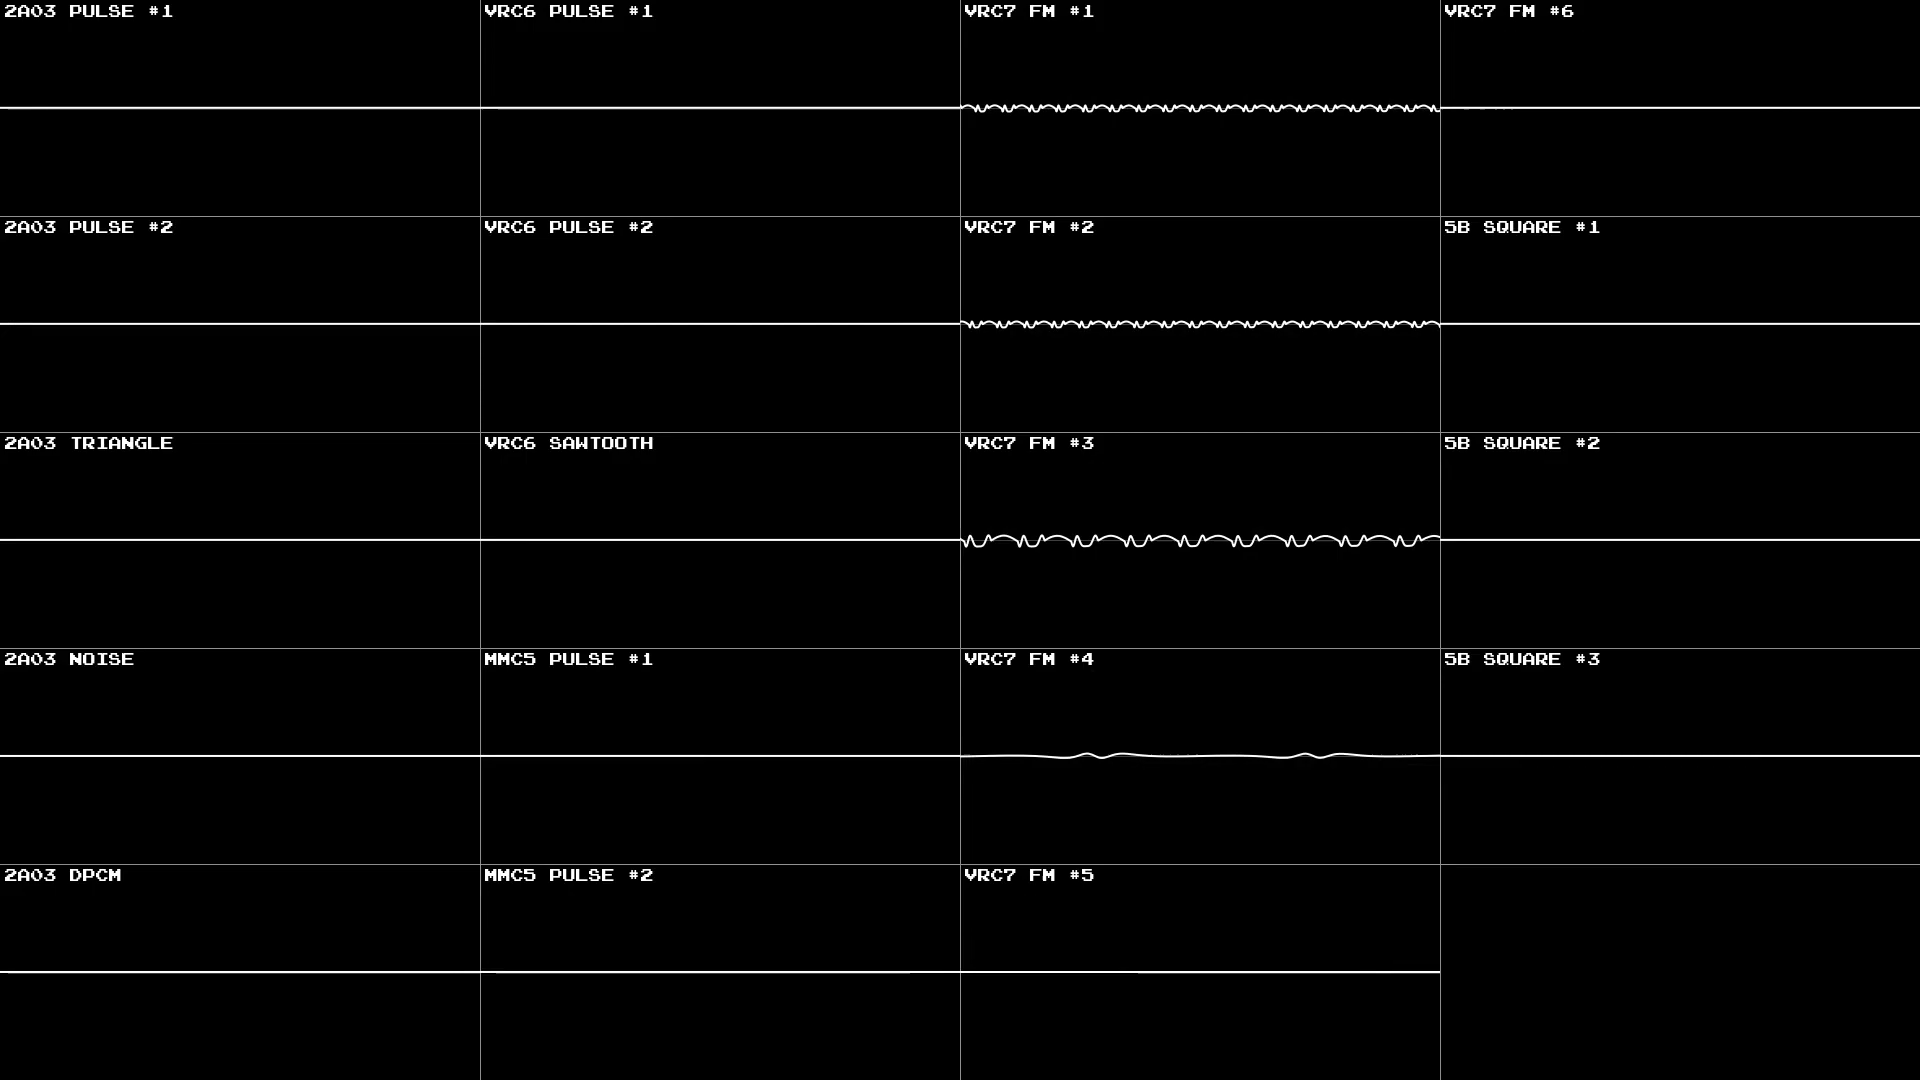 2A03 PULSE #1
VRC6 PULSE #1
VRC7 FM #1
VRC7 FM #6
2A03 PULSE #2
VRC6 PULSE #2
VRC7 FM #2
5B SQUARE #1
2A03 TRIANGLE
VRC6 SAWTOOTH
VRC7 FM #3
5B SQUARE #2
2A03 NOISE
MMC5 PULSE #1
VRC7 FM #4
5B SQUARE #3
2A03 DPCM
MMC5 PULSE #2
VRC7 FM #5